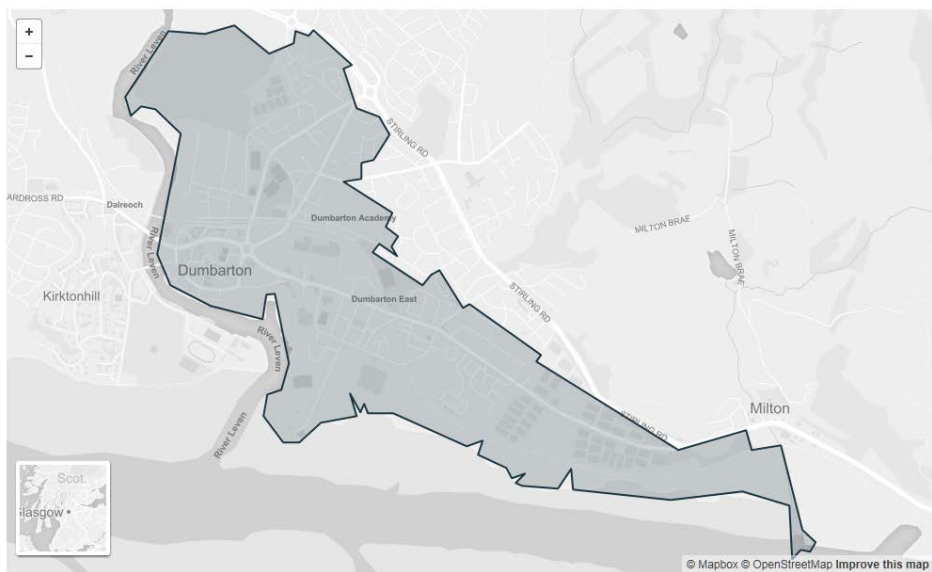 +
−
River Leven
STIRLING RD
ARDROSS RD
Dalreoch
Dumbarton Academy
MILTON BRAE
MILTON BRAE
River Leven
Dumbarton
Kirktonhill
Dumbarton East
STIRLING RD
River Leven
River Leven
STIRLING RD
Milton
Scot.
Glasgow
© Mapbox © OpenStreetMap Improve this map